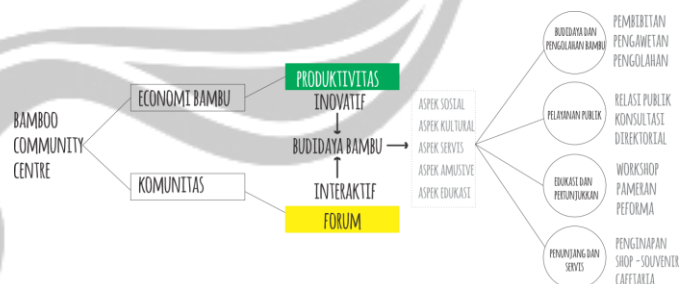 BAMBOO
COMMUNITY
CENTRE
ECONOMI BAMBU
KOMUNITAS
PRODUKTIVITAS
INOVATIF
BUDIDAYA BAMBU
INTERAKTIF
FORUM
ASPEK SOSIAL
ASPEK KULTURAL
ASPEK SERVIS
ASPEK AMUSIVE
ASPEK EDUKASI
BUDIDAYA DAN
PENGOLAHAN BAMBU
PEMBIBITAN
PENGAWETAN
PENGOLAHAN
PELAYANAN PUBLIK
RELASI PUBLIK
KONSULTASI
DIREKTORIAL
EDUKASI DAN
PERTUNJUKKAN
WORKSHOP
PAMERAN
PEFORMA
PENUNJANG DAN
SERVIS
PENGINAPAN
SHOP -SOUVENIR
CAFETARIA